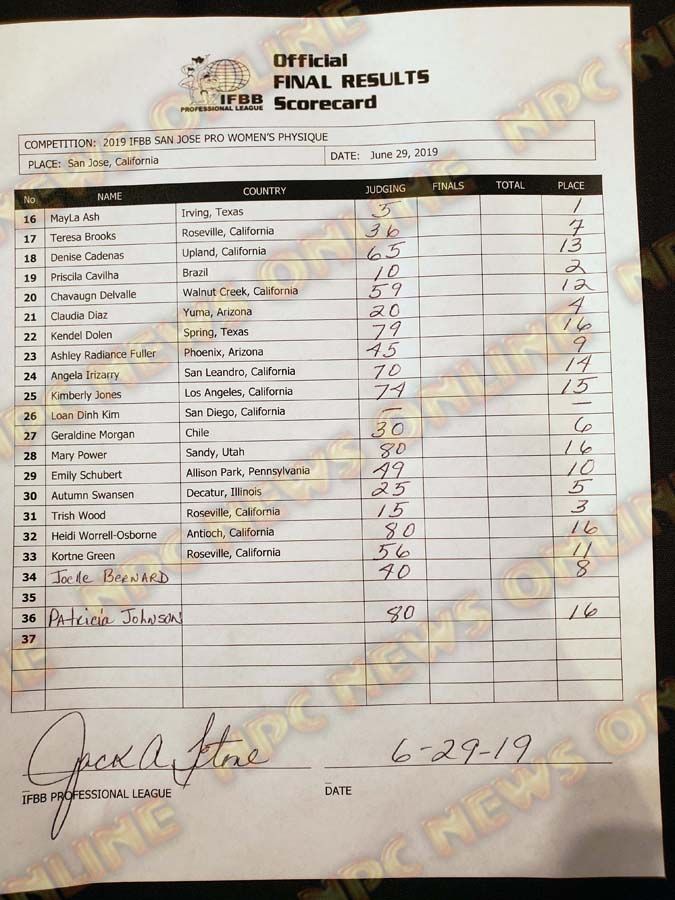 Official
FINAL RESULTS
IFBB Scorecard
PROFESSIONAL LEAGUE
COMPETITION: 2019 IFBB SAN JOSE PRO WOMEN'S PHYSIQUE
PLACE: San Jose, California DATE: June 29, 2019
No NAME COUNTRY JUDGING FINALS TOTAL PLACE
16 MayLa Ash Irving, Texas 5 1
17 Teresa Brooks Roseville, California 36 7
18 Denise Cadenas Upland, California 65 13
19 Priscila Cavilha Brazil 10 2
20 Chavaugn Delvalle Walnut Creek, California 59 12
21 Claudia Diaz Yuma, Arizona 20 4
22 Kendel Dolen Spring, Texas 79 16
23 Ashley Radiance Fuller Phoenix, Arizona 45 9
24 Angela Irizarry San Leandro, California 70 14
25 Kimberly Jones Los Angeles, California 74 15
26 Loan Dinh Kim San Diego, California — —
27 Geraldine Morgan Chile 30 6
28 Mary Power Sandy, Utah 80 16
29 Emily Schubert Allison Park, Pennsylvania 49 10
30 Autumn Swansen Decatur, Illinois 25 5
31 Trish Wood Roseville, California 15 3
32 Heidi Worrell-Osborne Antioch, California 80 16
33 Kortne Green Roseville, California 56 11
34 Joelle BERNARD 40 8
35
36 PAtricia JohNSON 80 16
37
Jack A Stone 6-29-19
IFBB PROFESSIONAL LEAGUE DATE
NPC NEWS ONLINE